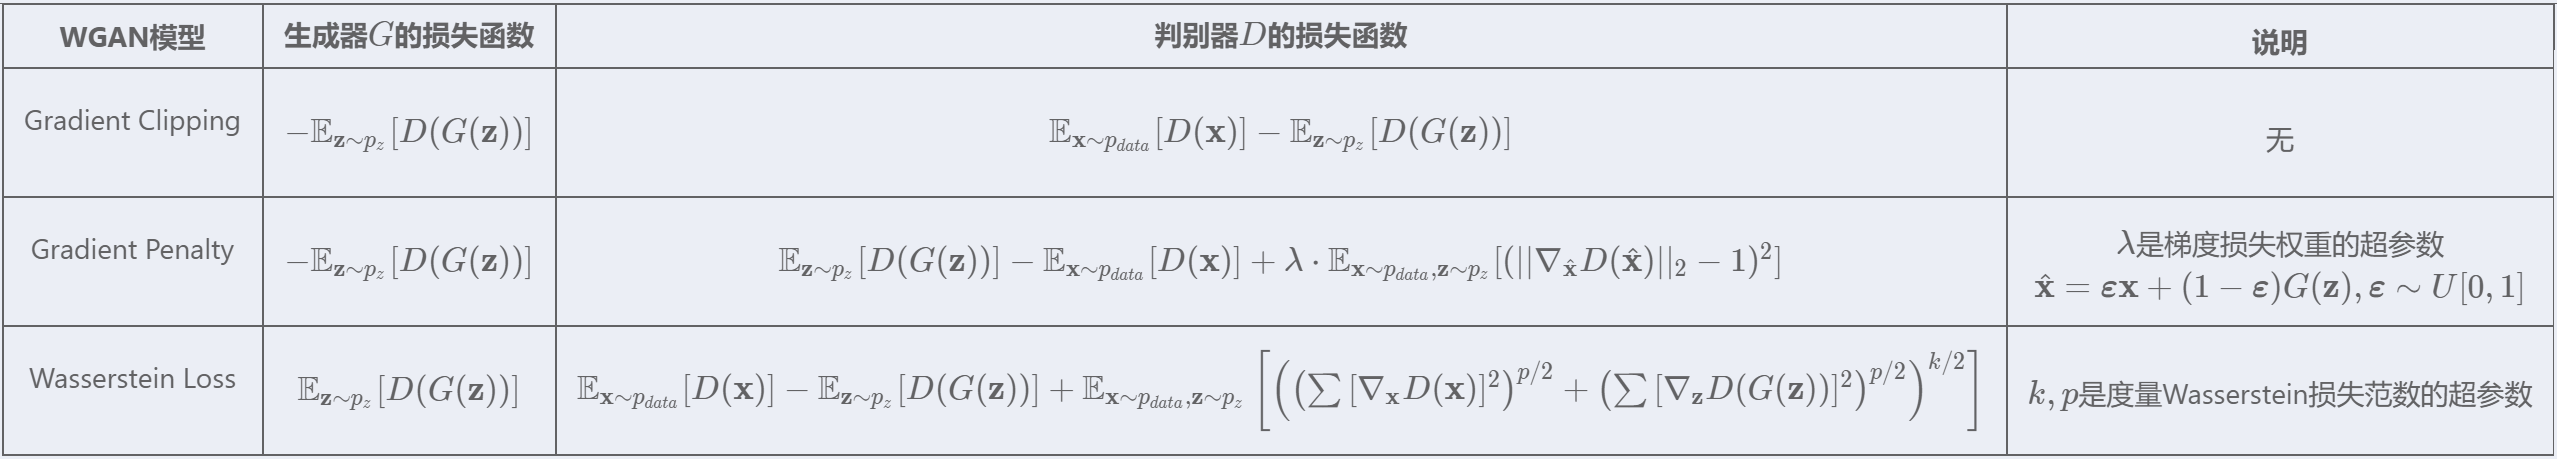 WGAN模型 生成器G的损失函数 判别器D的损失函数 说明
Gradient Clipping $-\mathbb{E}_{\mathbf{z}\sim p_z}[D(G(\mathbf{z}))]$ $\mathbb{E}_{\mathbf{x}\sim p_{data}}[D(\mathbf{x})]-\mathbb{E}_{\mathbf{z}\sim p_z}[D(G(\mathbf{z}))]$ 无
Gradient Penalty $-\mathbb{E}_{\mathbf{z}\sim p_z}[D(G(\mathbf{z}))]$ $\mathbb{E}_{\mathbf{z}\sim p_z}[D(G(\mathbf{z}))]-\mathbb{E}_{\mathbf{x}\sim p_{data}}[D(\mathbf{x})]+\lambda\cdot\mathbb{E}_{\mathbf{x}\sim p_{data},\mathbf{z}\sim p_z}[(||\nabla_{\hat{\mathbf{x}}}D(\hat{\mathbf{x}})||_2-1)^2]$ λ是梯度损失权重的超参数
$\hat{\mathbf{x}}=\boldsymbol{\varepsilon}\mathbf{x}+(1-\boldsymbol{\varepsilon})G(\mathbf{z}),\boldsymbol{\varepsilon}\sim U[0,1]$
Wasserstein Loss $\mathbb{E}_{\mathbf{z}\sim p_z}[D(G(\mathbf{z}))]$ $\mathbb{E}_{\mathbf{x}\sim p_{data}}[D(\mathbf{x})]-\mathbb{E}_{\mathbf{z}\sim p_z}[D(G(\mathbf{z}))]+\mathbb{E}_{\mathbf{x}\sim p_{data},\mathbf{z}\sim p_z}\left[\left(\left(\sum[\nabla_{\mathbf{x}}D(\mathbf{x})]^2\right)^{p/2}+\left(\sum[\nabla_{\mathbf{z}}D(G(\mathbf{z}))]^2\right)^{p/2}\right)^{k/2}\right]$ k,p是度量Wasserstein损失范数的超参数